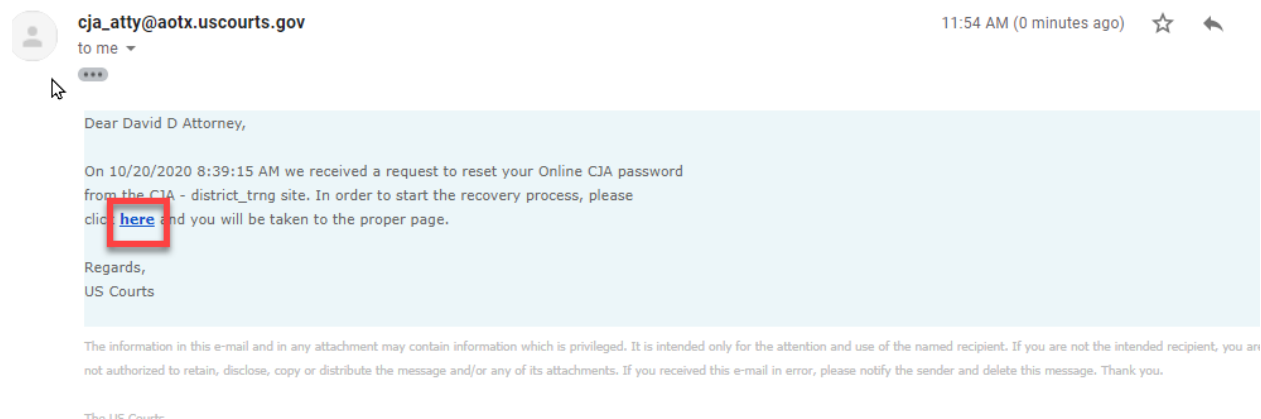 cja_atty@aotx.uscourts.gov
11:54 AM (0 minutes ago)
to me
Dear David D Attorney,
On 10/20/2020 8:39:15 AM we received a request to reset your Online CJA password
from the CJA - district_trng site. In order to start the recovery process, please
click here and you will be taken to the proper page.
Regards,
US Courts
The information in this e-mail and in any attachment may contain information which is privileged. It is intended only for the attention and use of the named recipient. If you are not the intended recipient, you are
not authorized to retain, disclose, copy or distribute the message and/or any of its attachments. If you received this e-mail in error, please notify the sender and delete this message. Thank you.
The US Courts